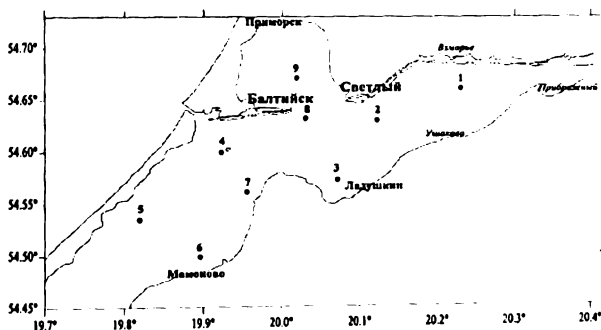 Приморск
54.70°
Взморье
9
1
Прибрежный
Светлый
54.65°
Балтийск
8
2
Ушаково
4
54.60°
3
Ладушкин
7
54.55°
5
6
54.50°
Мамоново
54.45
19.7° 19.8° 19.9° 20.0° 20.1° 20.2° 20.3° 20.4°